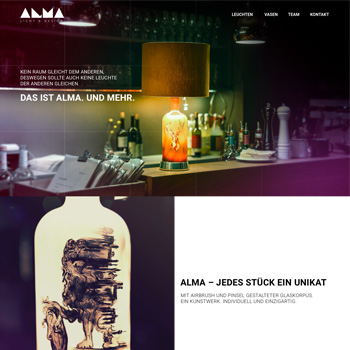 ALMA
LICHT & DESIGN
LEUCHTEN VASEN TEAM KONTAKT
KEIN RAUM GLEICHT DEM ANDEREN,
DESWEGEN SOLLTE AUCH KEINE LEUCHTE
DER ANDEREN GLEICHEN.
DAS IST ALMA. UND MEHR.
ALMA – JEDES STÜCK EIN UNIKAT
MIT AIRBRUSH UND PINSEL GESTALTETER GLASKORPUS.
EIN KUNSTWERK. INDIVIDUELL UND EINZIGARTIG.